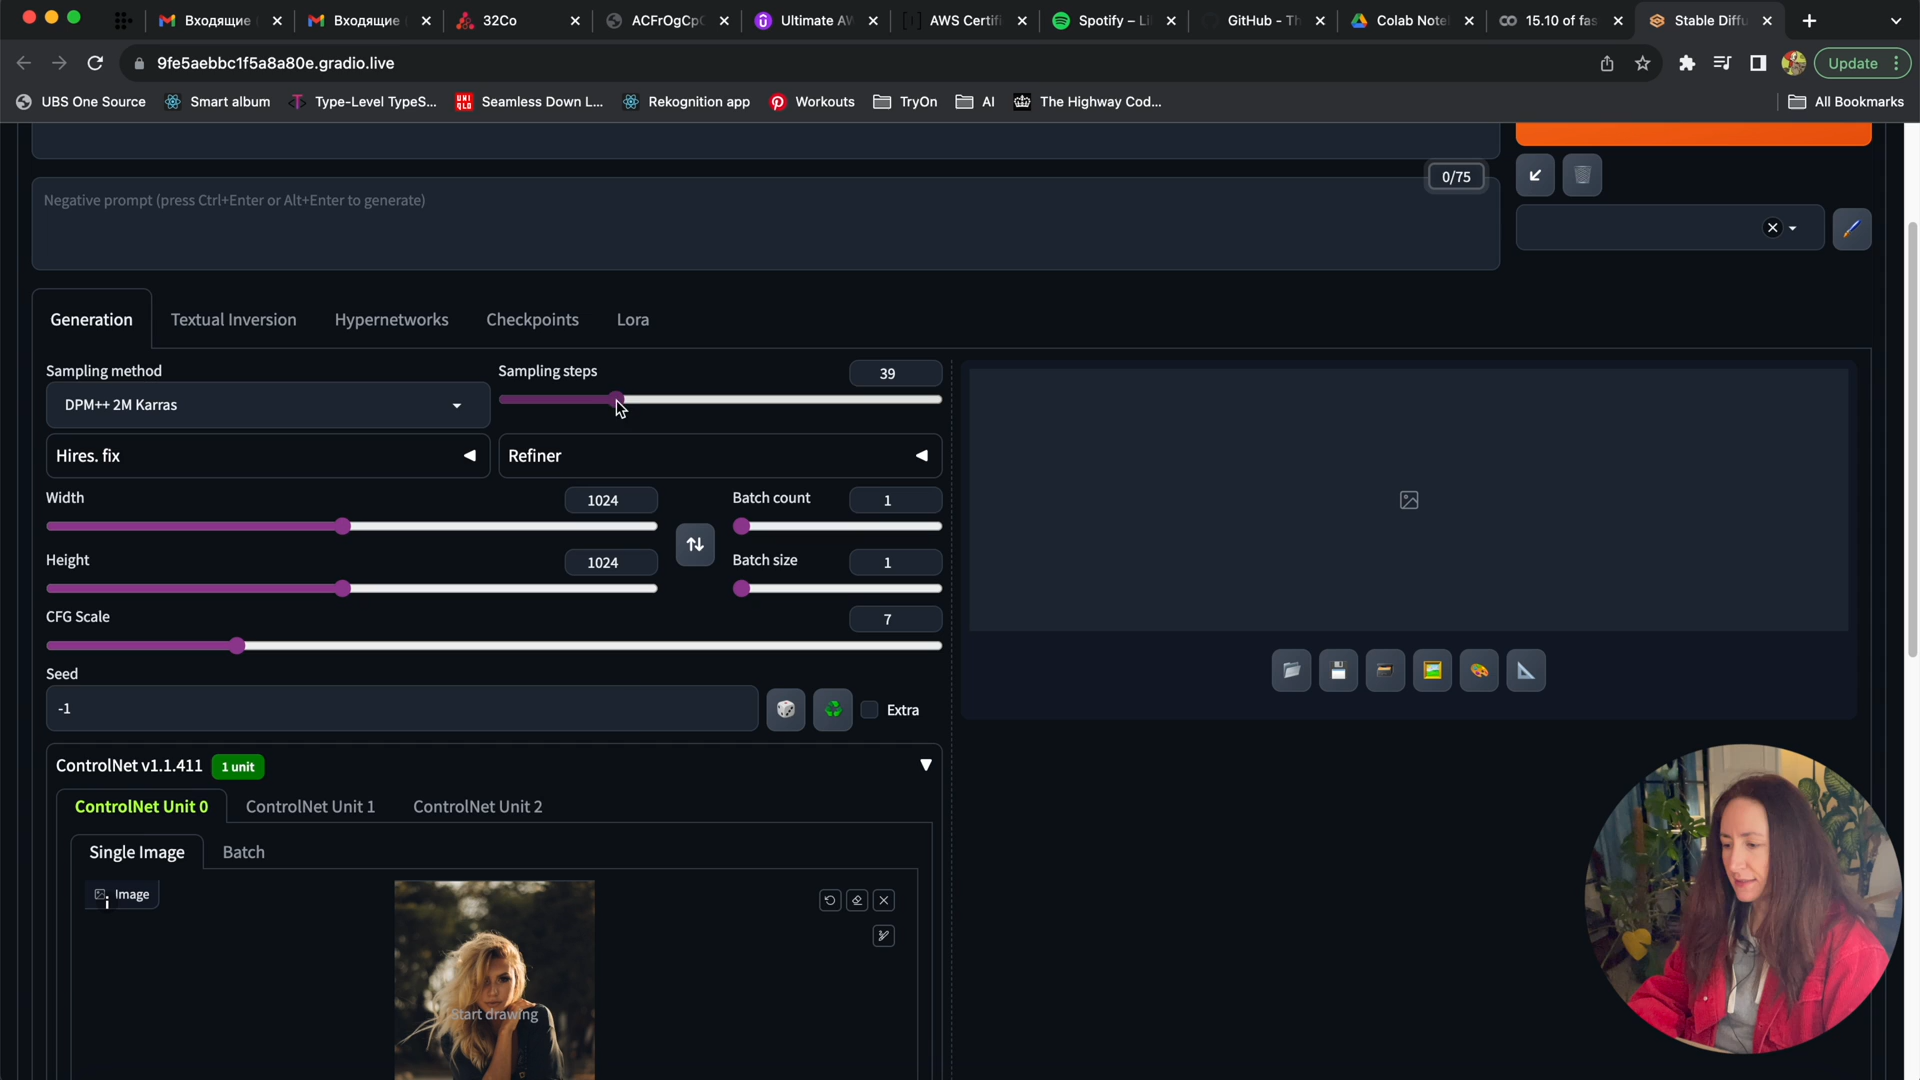 Входящие
Входящие
32Co
ACFrOgCp
Ultimate AW
AWS Certifi
Spotify – Li
GitHub - Th
Colab Note
15.10 of fas
Stable Diffu
9fe5aebbc1f5a8a80e.gradio.live
Update
UBS One Source
Smart album
Type-Level TypeS...
UNI QLO
Seamless Down L...
Rekognition app
Workouts
TryOn
AI
The Highway Cod...
All Bookmarks
0/75
Negative prompt (press Ctrl+Enter or Alt+Enter to generate)
Generation
Textual Inversion
Hypernetworks
Checkpoints
Lora
Sampling method
Sampling steps
39
DPM++ 2M Karras
Hires. fix
Refiner
Width
1024
Batch count
1
Height
1024
Batch size
1
CFG Scale
7
Seed
-1
Extra
ControlNet v1.1.411
1 unit
ControlNet Unit 0
ControlNet Unit 1
ControlNet Unit 2
Single Image
Batch
Image
Start drawing